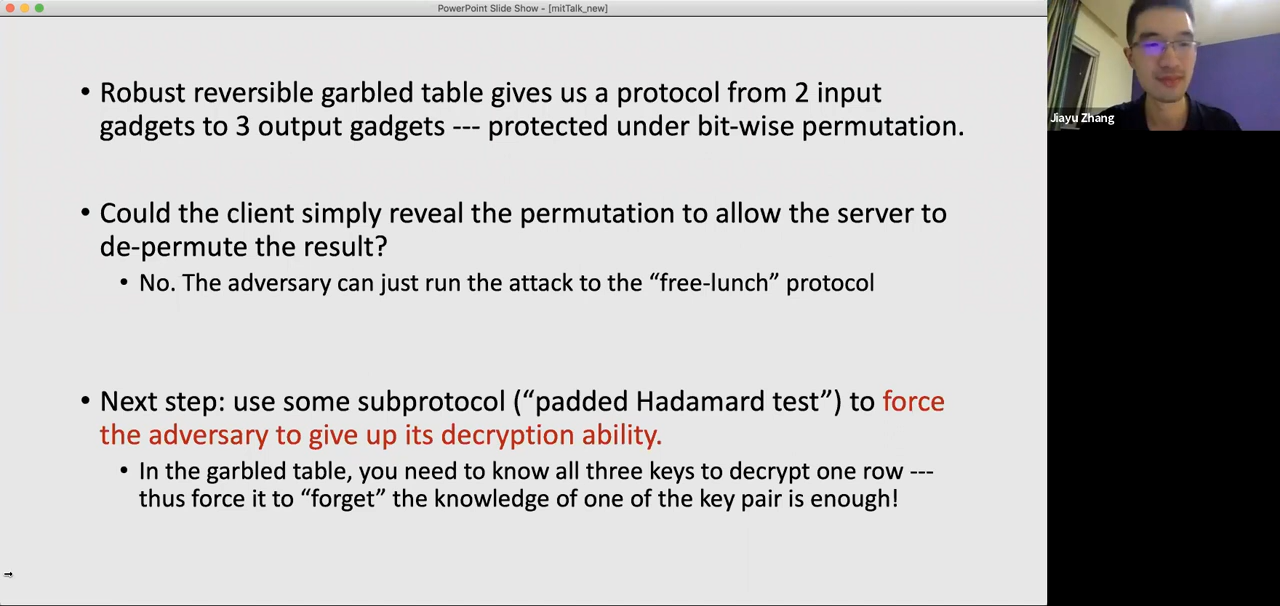 PowerPoint Slide Show - [mitTalk_new]
• Robust reversible garbled table gives us a protocol from 2 input
gadgets to 3 output gadgets --- protected under bit-wise permutation.
• Could the client simply reveal the permutation to allow the server to
de-permute the result?
• No. The adversary can just run the attack to the “free-lunch” protocol
• Next step: use some subprotocol (“padded Hadamard test”) to force
the adversary to give up its decryption ability.
• In the garbled table, you need to know all three keys to decrypt one row ---
thus force it to “forget” the knowledge of one of the key pair is enough!
Jiayu Zhang